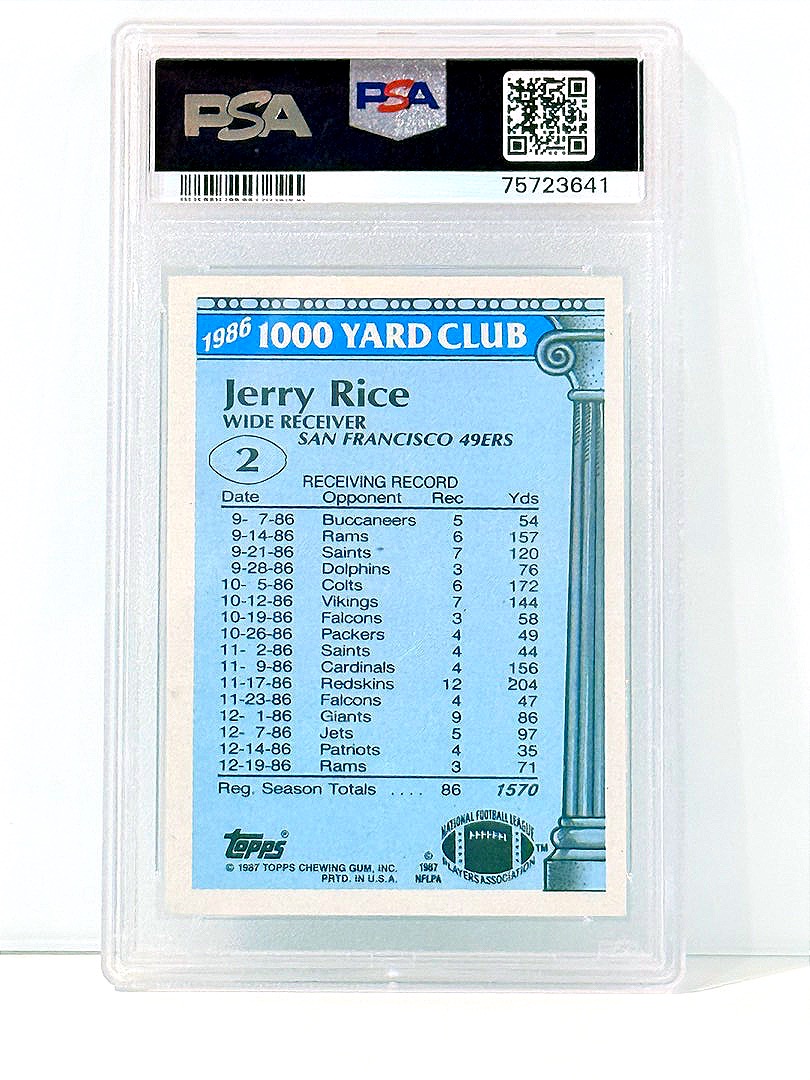 PSA PSA
75723641
1986 1000 YARD CLUB
Jerry Rice
WIDE RECEIVER
SAN FRANCISCO 49ERS
2
RECEIVING RECORD
Date Opponent Rec Yds
9- 7-86 Buccaneers 5 54
9-14-86 Rams 6 157
9-21-86 Saints 7 120
9-28-86 Dolphins 3 76
10- 5-86 Colts 6 172
10-12-86 Vikings 7 144
10-19-86 Falcons 3 58
10-26-86 Packers 4 49
11- 2-86 Saints 4 44
11- 9-86 Cardinals 4 156
11-17-86 Redskins 12 204
11-23-86 Falcons 4 47
12- 1-86 Giants 9 86
12- 7-86 Jets 5 97
12-14-86 Patriots 4 35
12-19-86 Rams 3 71
Reg. Season Totals .... 86 1570
Topps®
© 1987 TOPPS CHEWING GUM, INC.
PRTD. IN U.S.A.
© 1987 NFLPA
NATIONAL FOOTBALL LEAGUE
PLAYERS ASSOCIATION ™